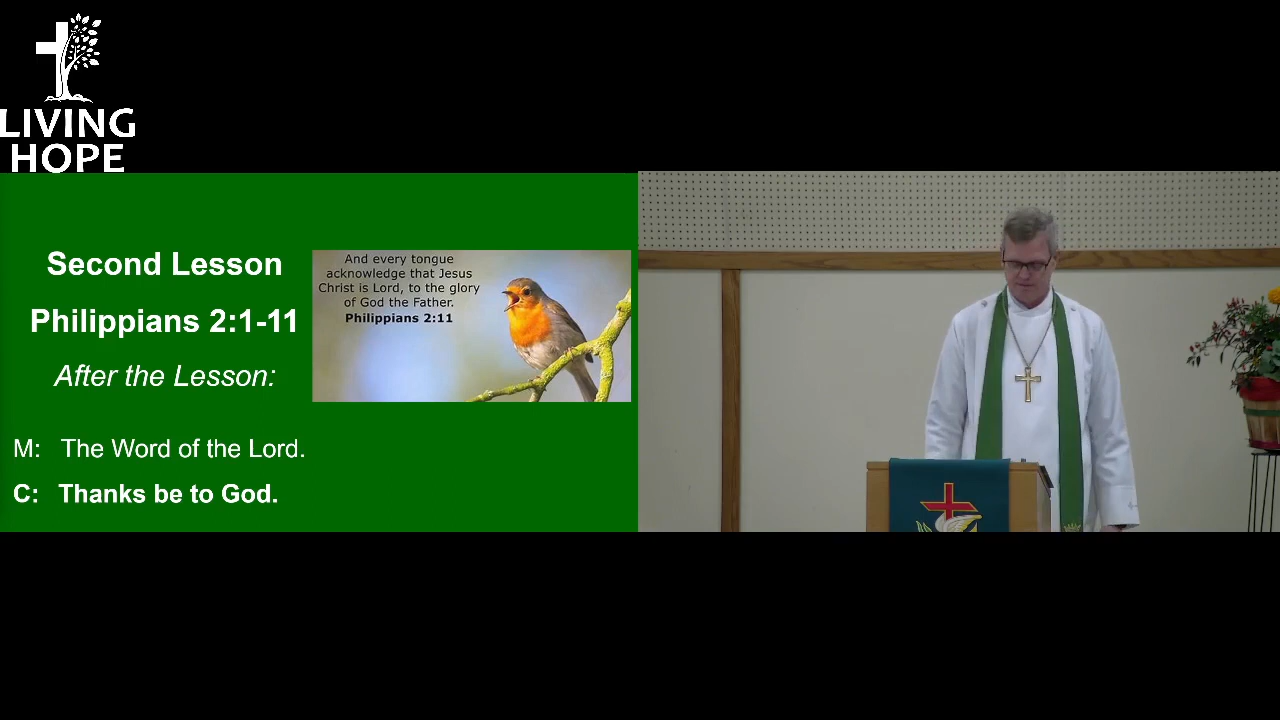 LIVING
HOPE
Second Lesson
Philippians 2:1-11
After the Lesson:
M: The Word of the Lord.
C: Thanks be to God.
And every tongue
acknowledge that Jesus
Christ is Lord, to the glory
of God the Father.
Philippians 2:11